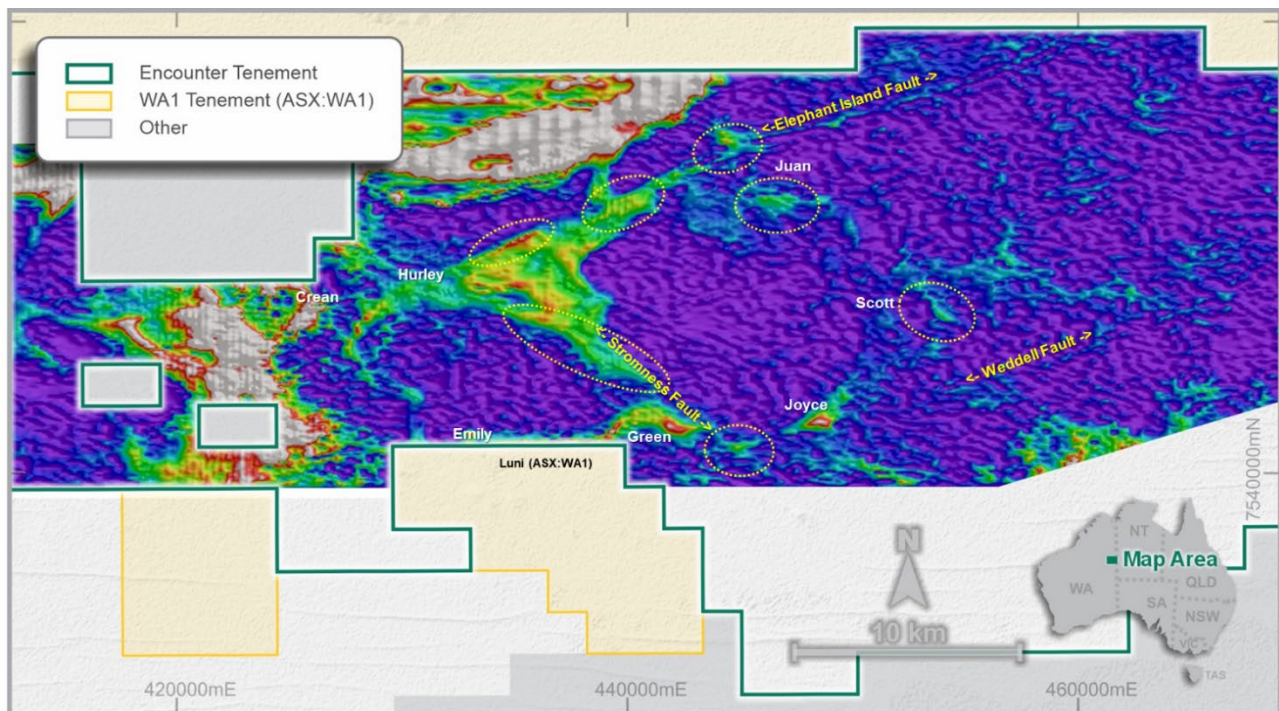 Encounter Tenement
WA1 Tenement (ASX:WA1)
Other
<-Elephant Island Fault ->
Juan
Hurley
Crean
Scott
<- Stromness Fault ->
<- Weddell Fault ->
Joyce
Emily
Green
Luni (ASX:WA1)
7540000mN
N
10 km
NT
Map Area
WA
QLD
SA
NSW
VIC
TAS
420000mE
440000mE
460000mE